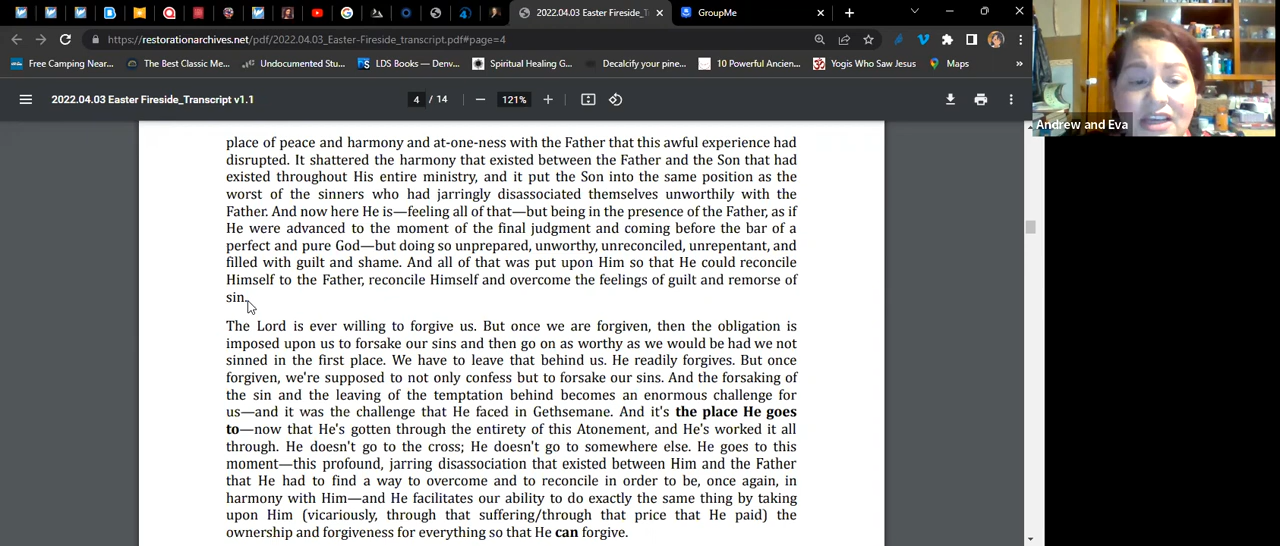 2022.04.03 Easter Fireside_T
GroupMe
https://restorationarchives.net/pdf/2022.04.03_Easter-Fireside_transcript.pdf#page=4
Free Camping Near...
The Best Classic Me...
Undocumented Stu...
LDS Books — Denv...
Spiritual Healing G...
Decalcify your pine...
10 Powerful Ancien...
Yogis Who Saw Jesus
Maps
2022.04.03 Easter Fireside_Transcript v1.1
4 / 14
121%
Andrew and Eva
place of peace and harmony and at-one-ness with the Father that this awful experience had
disrupted. It shattered the harmony that existed between the Father and the Son that had
existed throughout His entire ministry, and it put the Son into the same position as the
worst of the sinners who had jarringly disassociated themselves unworthily with the
Father. And now here He is—feeling all of that—but being in the presence of the Father, as if
He were advanced to the moment of the final judgment and coming before the bar of a
perfect and pure God—but doing so unprepared, unworthy, unreconciled, unrepentant, and
filled with guilt and shame. And all of that was put upon Him so that He could reconcile
Himself to the Father, reconcile Himself and overcome the feelings of guilt and remorse of
sin.
The Lord is ever willing to forgive us. But once we are forgiven, then the obligation is
imposed upon us to forsake our sins and then go on as worthy as we would be had we not
sinned in the first place. We have to leave that behind us. He readily forgives. But once
forgiven, we're supposed to not only confess but to forsake our sins. And the forsaking of
the sin and the leaving of the temptation behind becomes an enormous challenge for
us—and it was the challenge that He faced in Gethsemane. And it's the place He goes
to—now that He's gotten through the entirety of this Atonement, and He's worked it all
through. He doesn't go to the cross; He doesn't go to somewhere else. He goes to this
moment—this profound, jarring disassociation that existed between Him and the Father
that He had to find a way to overcome and to reconcile in order to be, once again, in
harmony with Him—and He facilitates our ability to do exactly the same thing by taking
upon Him (vicariously, through that suffering/through that price that He paid) the
ownership and forgiveness for everything so that He can forgive.